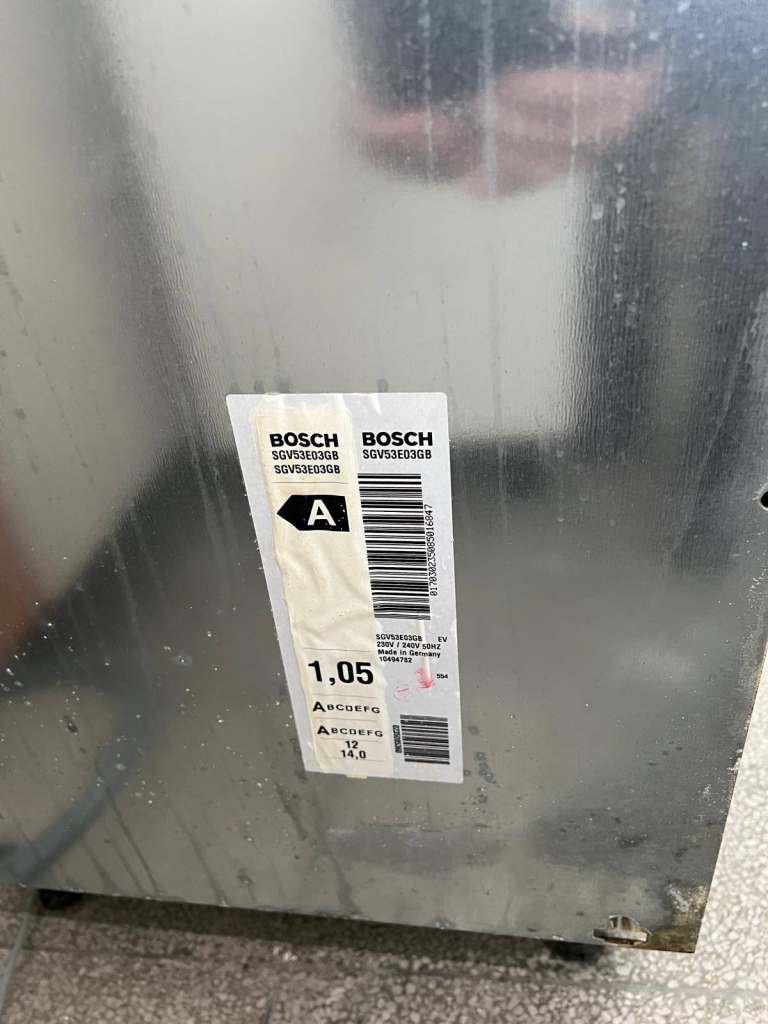 BOSCH
SGV53E03GB
SGV53E03GB
A
1,05
ABCDEFG
ABCDEFG
12
14,0
BOSCH
SGV53E03GB
017030235085016847
SGV53E03GB EV
230V / 240V 50HZ
Made in Germany
10494782
554